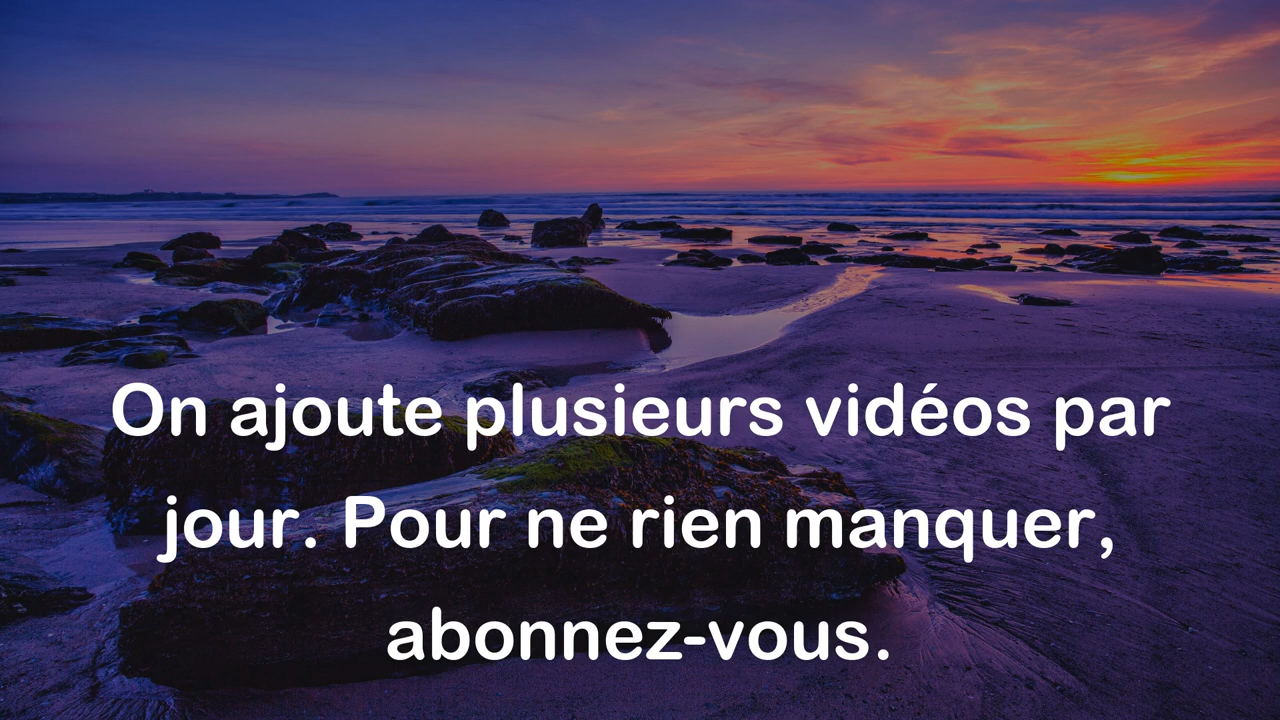 On ajoute plusieurs vidéos par
jour. Pour ne rien manquer,
abonnez-vous.